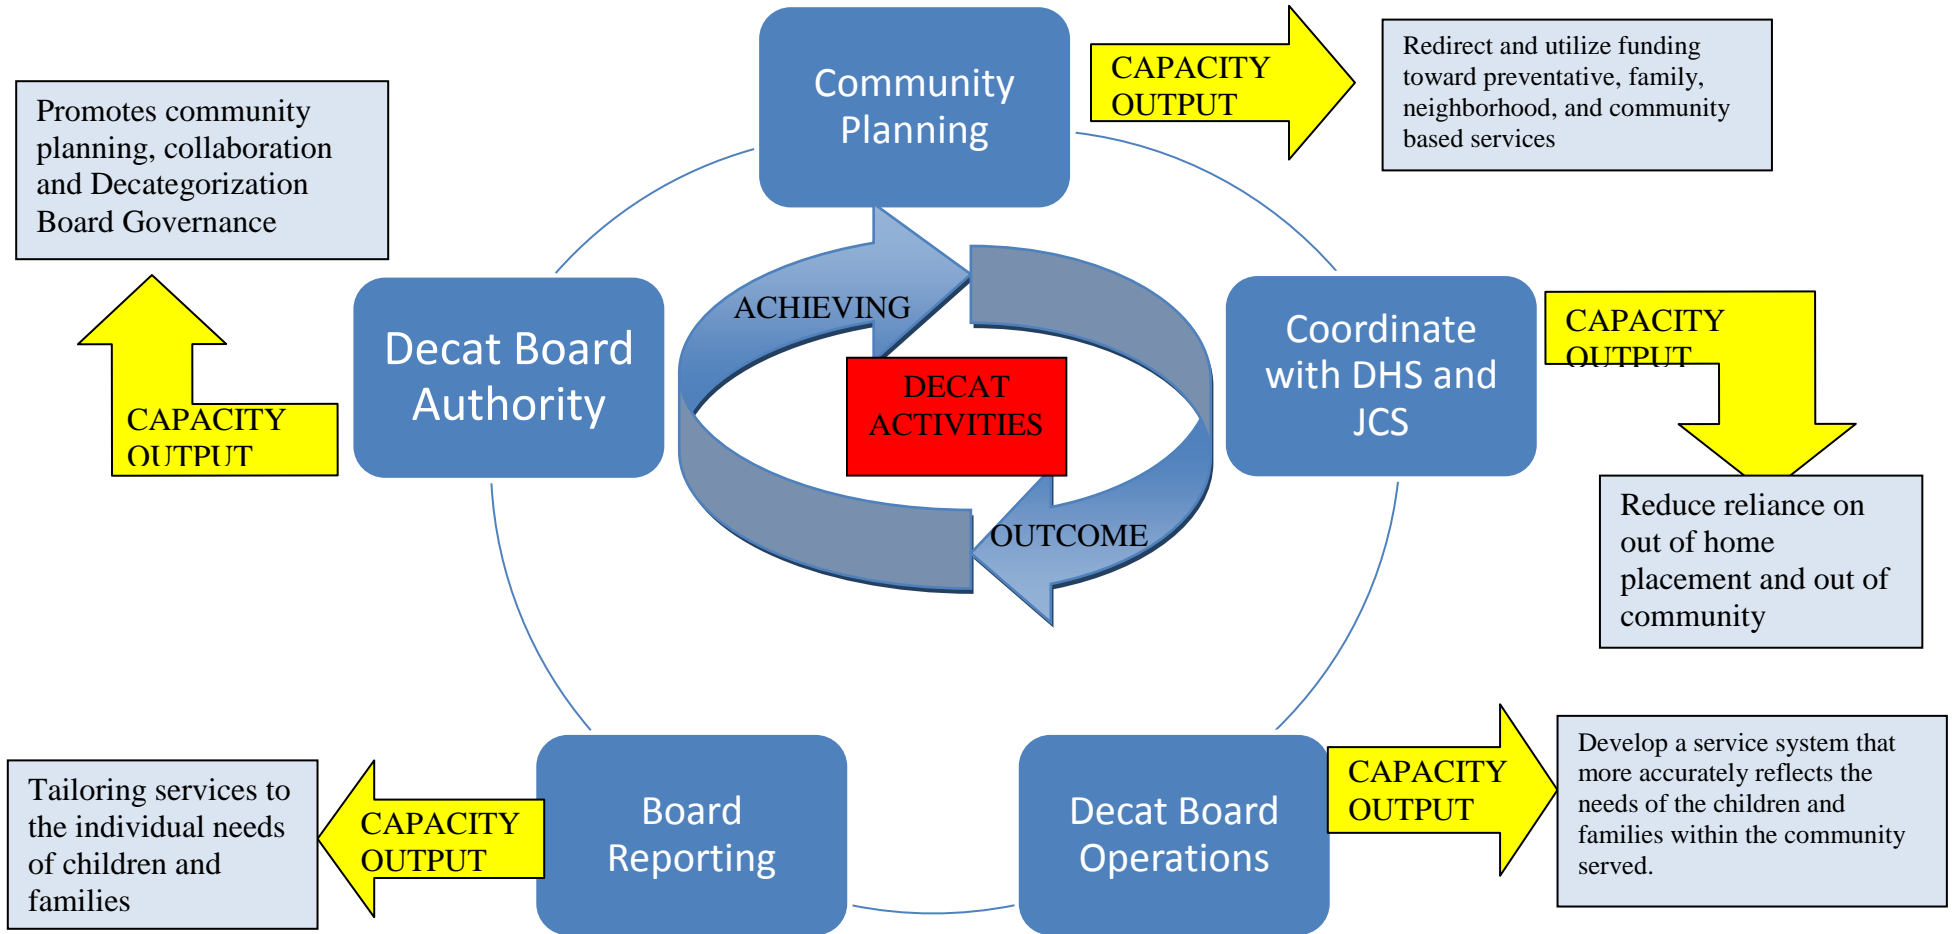 Community
Planning
CAPACITY
OUTPUT
Redirect and utilize funding
toward preventative, family,
neighborhood, and community
based services
Promotes community
planning, collaboration
and Decategorization
Board Governance
CAPACITY
OUTPUT
Decat Board
Authority
ACHIEVING
DECAT
ACTIVITIES
OUTCOME
Coordinate
with DHS and
JCS
CAPACITY
OUTPUT
Reduce reliance on
out of home
placement and out of
community
Tailoring services to
the individual needs
of children and
families
CAPACITY
OUTPUT
Board
Reporting
Decat Board
Operations
CAPACITY
OUTPUT
Develop a service system that
more accurately reflects the
needs of the children and
families within the community
served.